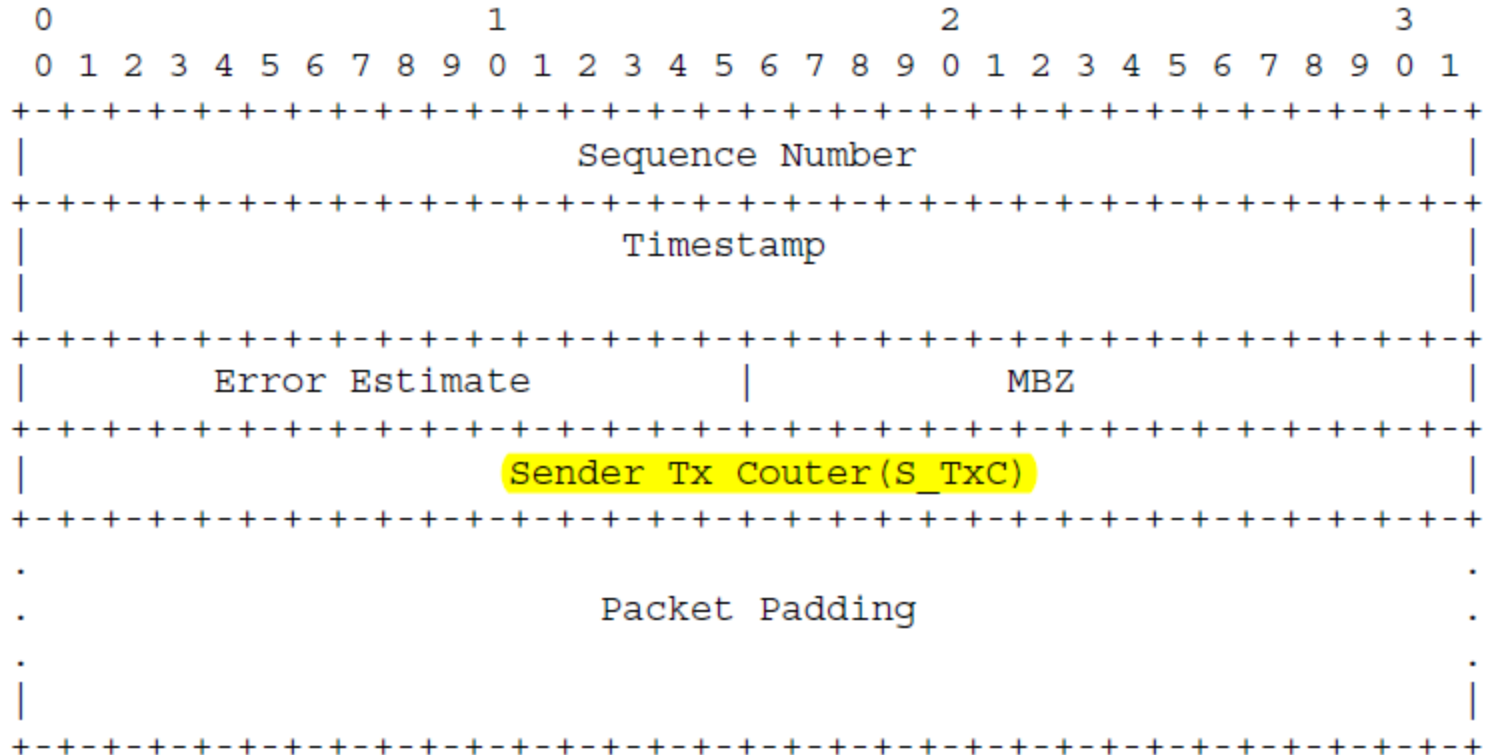 0 1 2 3
0 1 2 3 4 5 6 7 8 9 0 1 2 3 4 5 6 7 8 9 0 1 2 3 4 5 6 7 8 9 0 1
+-+-+-+-+-+-+-+-+-+-+-+-+-+-+-+-+-+-+-+-+-+-+-+-+-+-+-+-+-+-+-+-+
| Sequence Number |
+-+-+-+-+-+-+-+-+-+-+-+-+-+-+-+-+-+-+-+-+-+-+-+-+-+-+-+-+-+-+-+-+
| Timestamp |
| |
+-+-+-+-+-+-+-+-+-+-+-+-+-+-+-+-+-+-+-+-+-+-+-+-+-+-+-+-+-+-+-+-+
| Error Estimate | MBZ |
+-+-+-+-+-+-+-+-+-+-+-+-+-+-+-+-+-+-+-+-+-+-+-+-+-+-+-+-+-+-+-+-+
| Sender Tx Couter(S_TxC) |
+-+-+-+-+-+-+-+-+-+-+-+-+-+-+-+-+-+-+-+-+-+-+-+-+-+-+-+-+-+-+-+-+
. .
. Packet Padding .
. .
| |
+-+-+-+-+-+-+-+-+-+-+-+-+-+-+-+-+-+-+-+-+-+-+-+-+-+-+-+-+-+-+-+-+